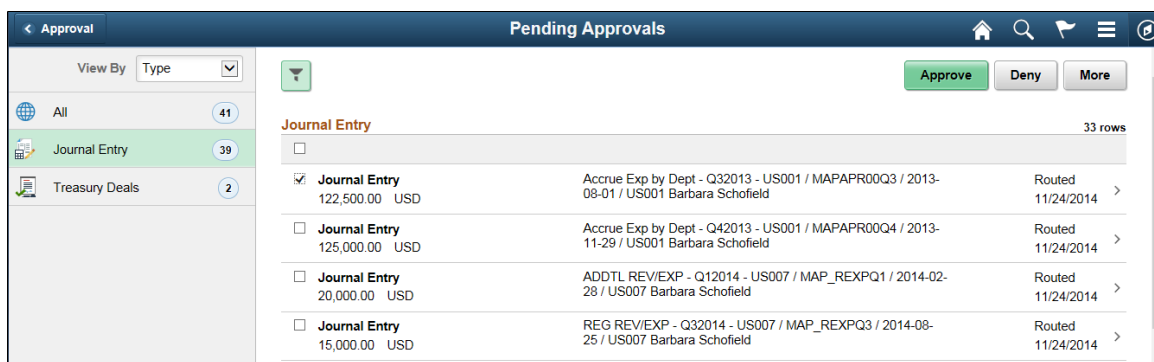 Approval
Pending Approvals
View By Type
All 41
Journal Entry 39
Treasury Deals 2
Approve Deny More
Journal Entry
33 rows
Journal Entry
122,500.00 USD
Accrue Exp by Dept - Q32013 - US001 / MAPAPR00Q3 / 2013-
08-01 / US001 Barbara Schofield
Routed
11/24/2014
Journal Entry
125,000.00 USD
Accrue Exp by Dept - Q42013 - US001 / MAPAPR00Q4 / 2013-
11-29 / US001 Barbara Schofield
Routed
11/24/2014
Journal Entry
20,000.00 USD
ADDTL REV/EXP - Q12014 - US007 / MAP_REXPQ1 / 2014-02-
28 / US007 Barbara Schofield
Routed
11/24/2014
Journal Entry
15,000.00 USD
REG REV/EXP - Q32014 - US007 / MAP_REXPQ3 / 2014-08-
25 / US007 Barbara Schofield
Routed
11/24/2014